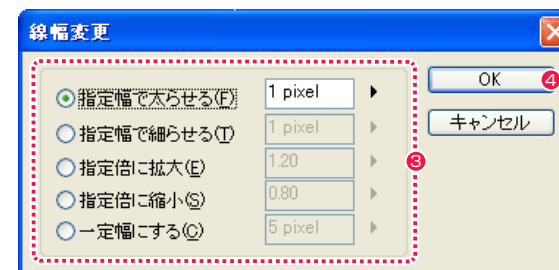 線幅変更
指定幅で太らせる(F) 1 pixel
指定幅で細らせる(T) 1 pixel
指定倍に拡大(E) 1.20
指定倍に縮小(S) 0.80
一定幅にする(C) 5 pixel
3
OK
4
キャンセル